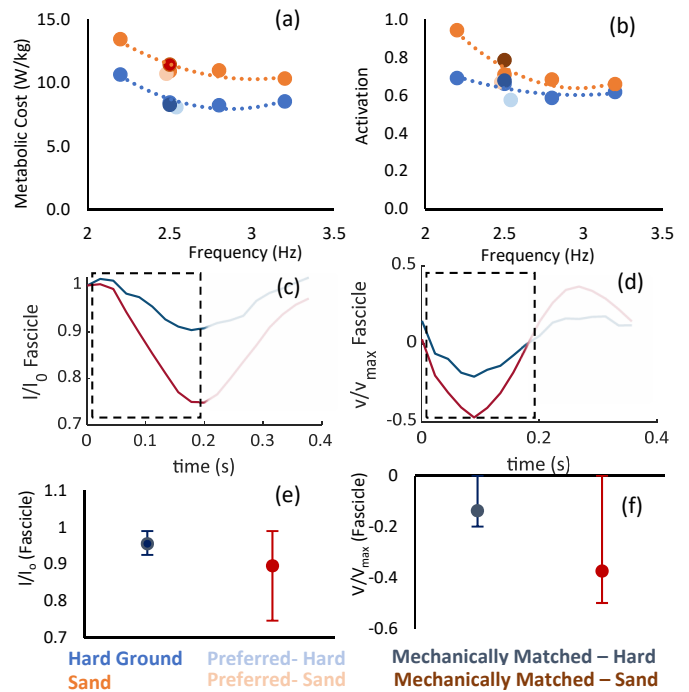 (a)
Metabolic Cost (W/kg)
15.0
10.0
5.0
0.0
2 2.5 3 3.5
Frequency (Hz)
(b)
Activation
1.0
0.8
0.6
0.4
0.2
0.0
2 2.5 3 3.5
Frequency (Hz)
(c)
l/l0 Fascicle
1
0.9
0.8
0.7
0 0.1 0.2 0.3 0.4
time (s)
(d)
v/vmax Fascicle
0.5
0
-0.5
0 0.2 0.4
time (s)
(e)
l/lo (Fascicle)
1.1
1
0.9
0.8
0.7
(f)
V/Vmax (Fascicle)
0
-0.2
-0.4
-0.6
Hard Ground
Sand
Preferred- Hard
Preferred- Sand
Mechanically Matched – Hard
Mechanically Matched – Sand